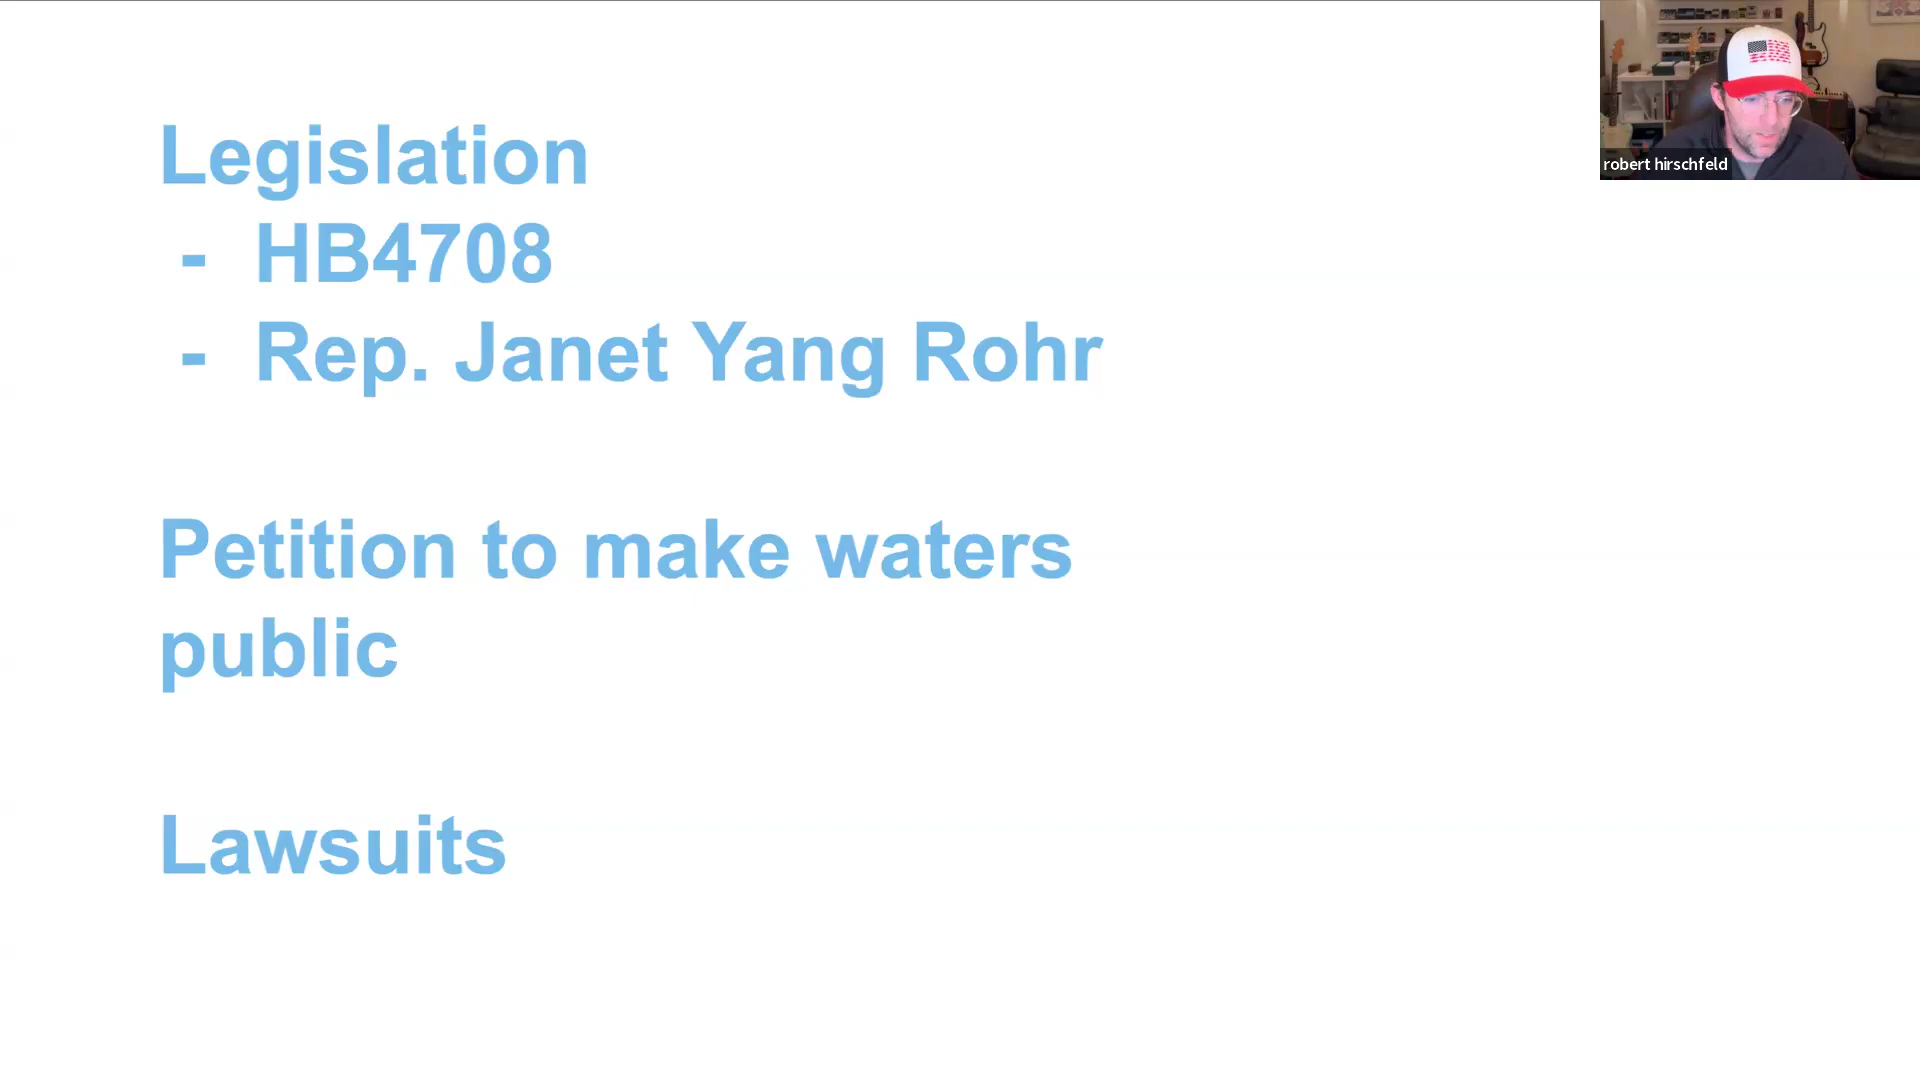 Legislation
- HB4708
- Rep. Janet Yang Rohr
Petition to make waters
public
Lawsuits
robert hirschfeld